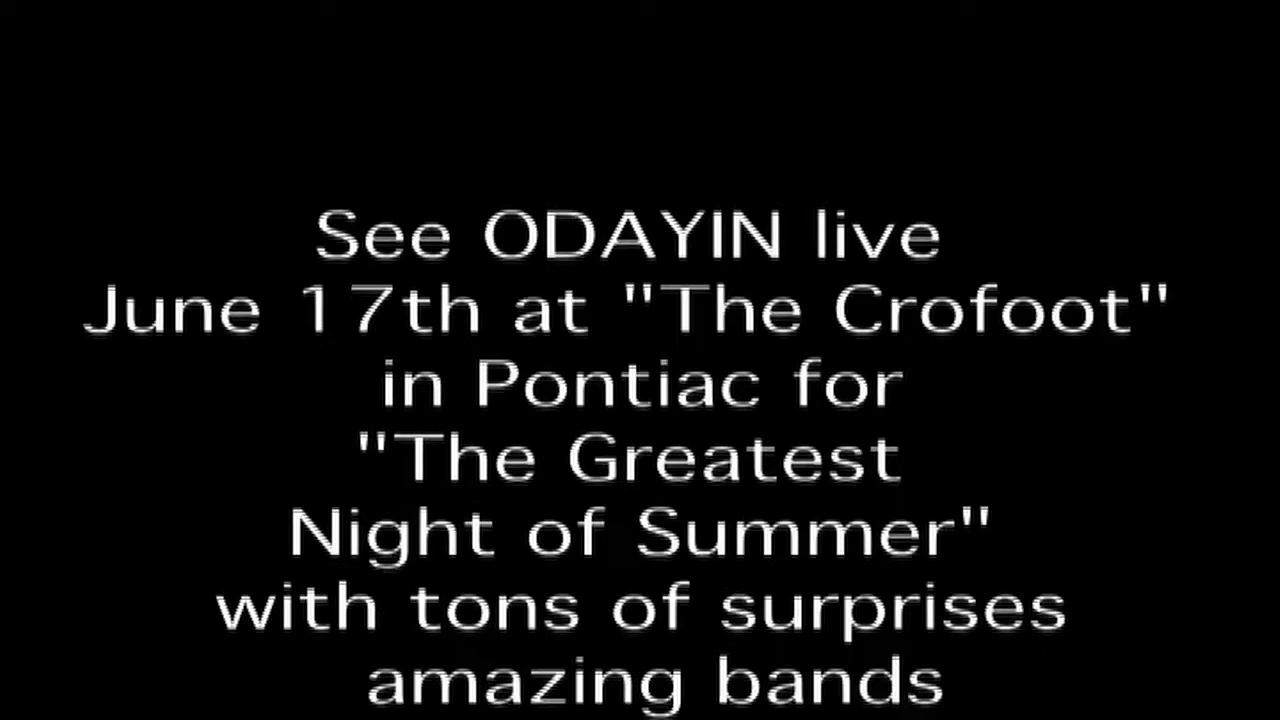 See ODAYIN live
June 17th at "The Crofoot"
in Pontiac for
"The Greatest
Night of Summer"
with tons of surprises
amazing bands